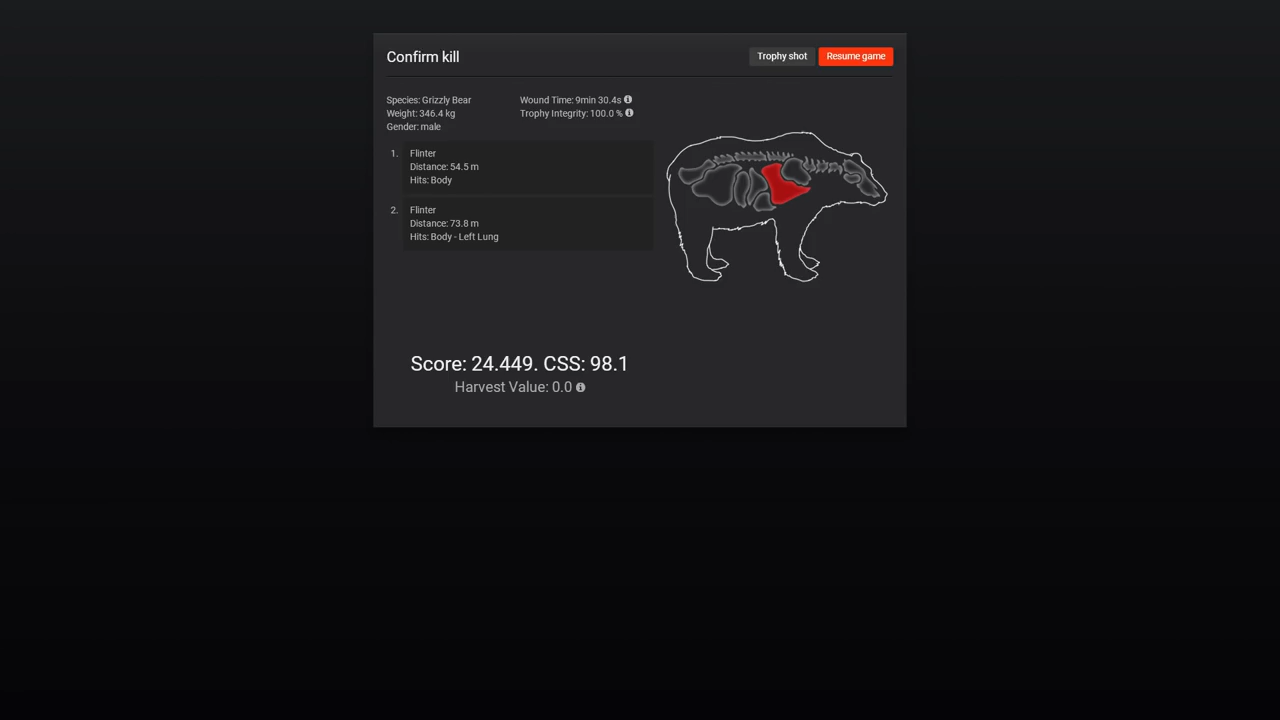 Confirm kill
Trophy shot
Resume game
Species: Grizzly Bear
Weight: 346.4 kg
Gender: male
Wound Time: 9min 30.4s
Trophy Integrity: 100.0 %
1.
Flinter
Distance: 54.5 m
Hits: Body
2.
Flinter
Distance: 73.8 m
Hits: Body - Left Lung
Score: 24.449. CSS: 98.1
Harvest Value: 0.0